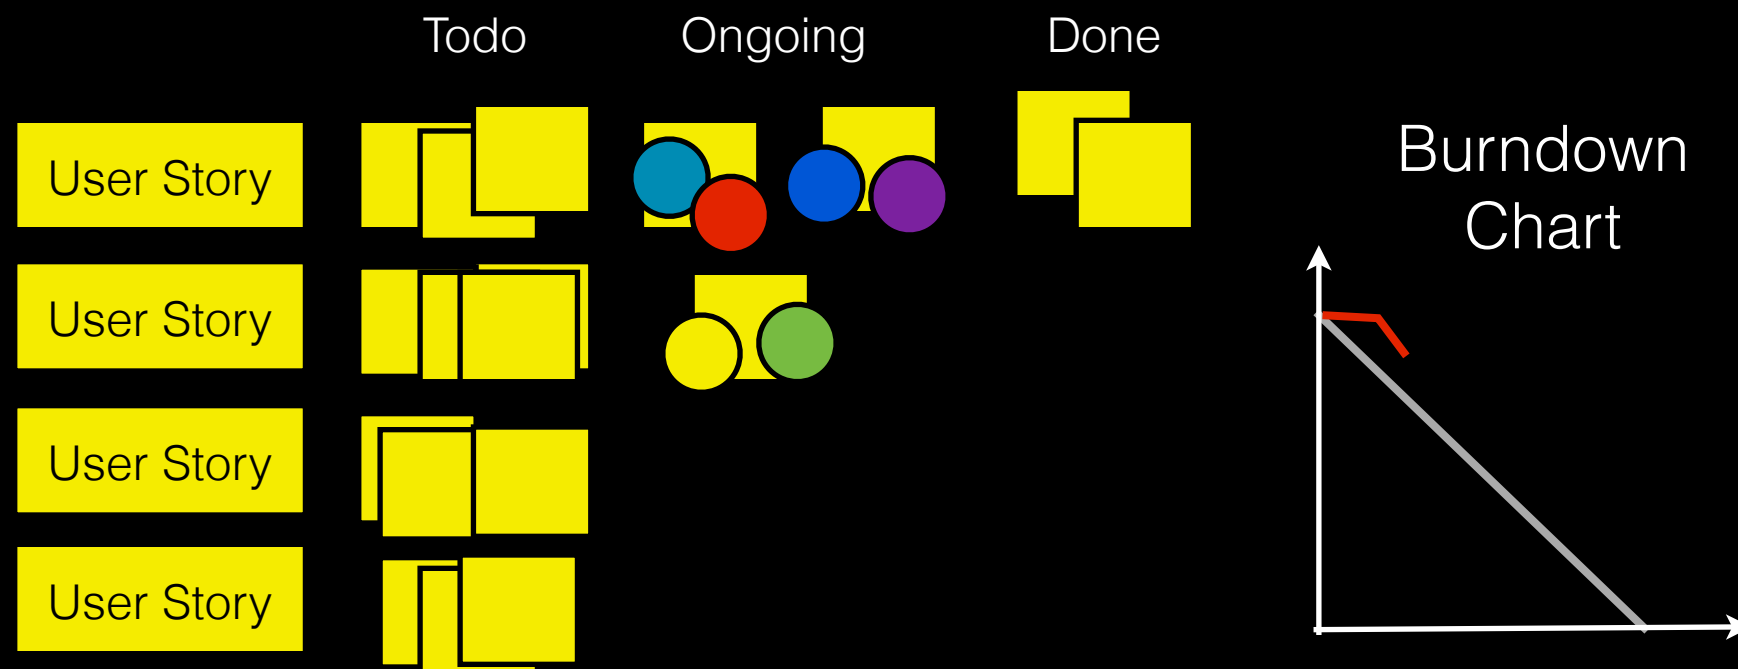 Todo
Ongoing
Done
User Story
User Story
User Story
User Story
Burndown
Chart